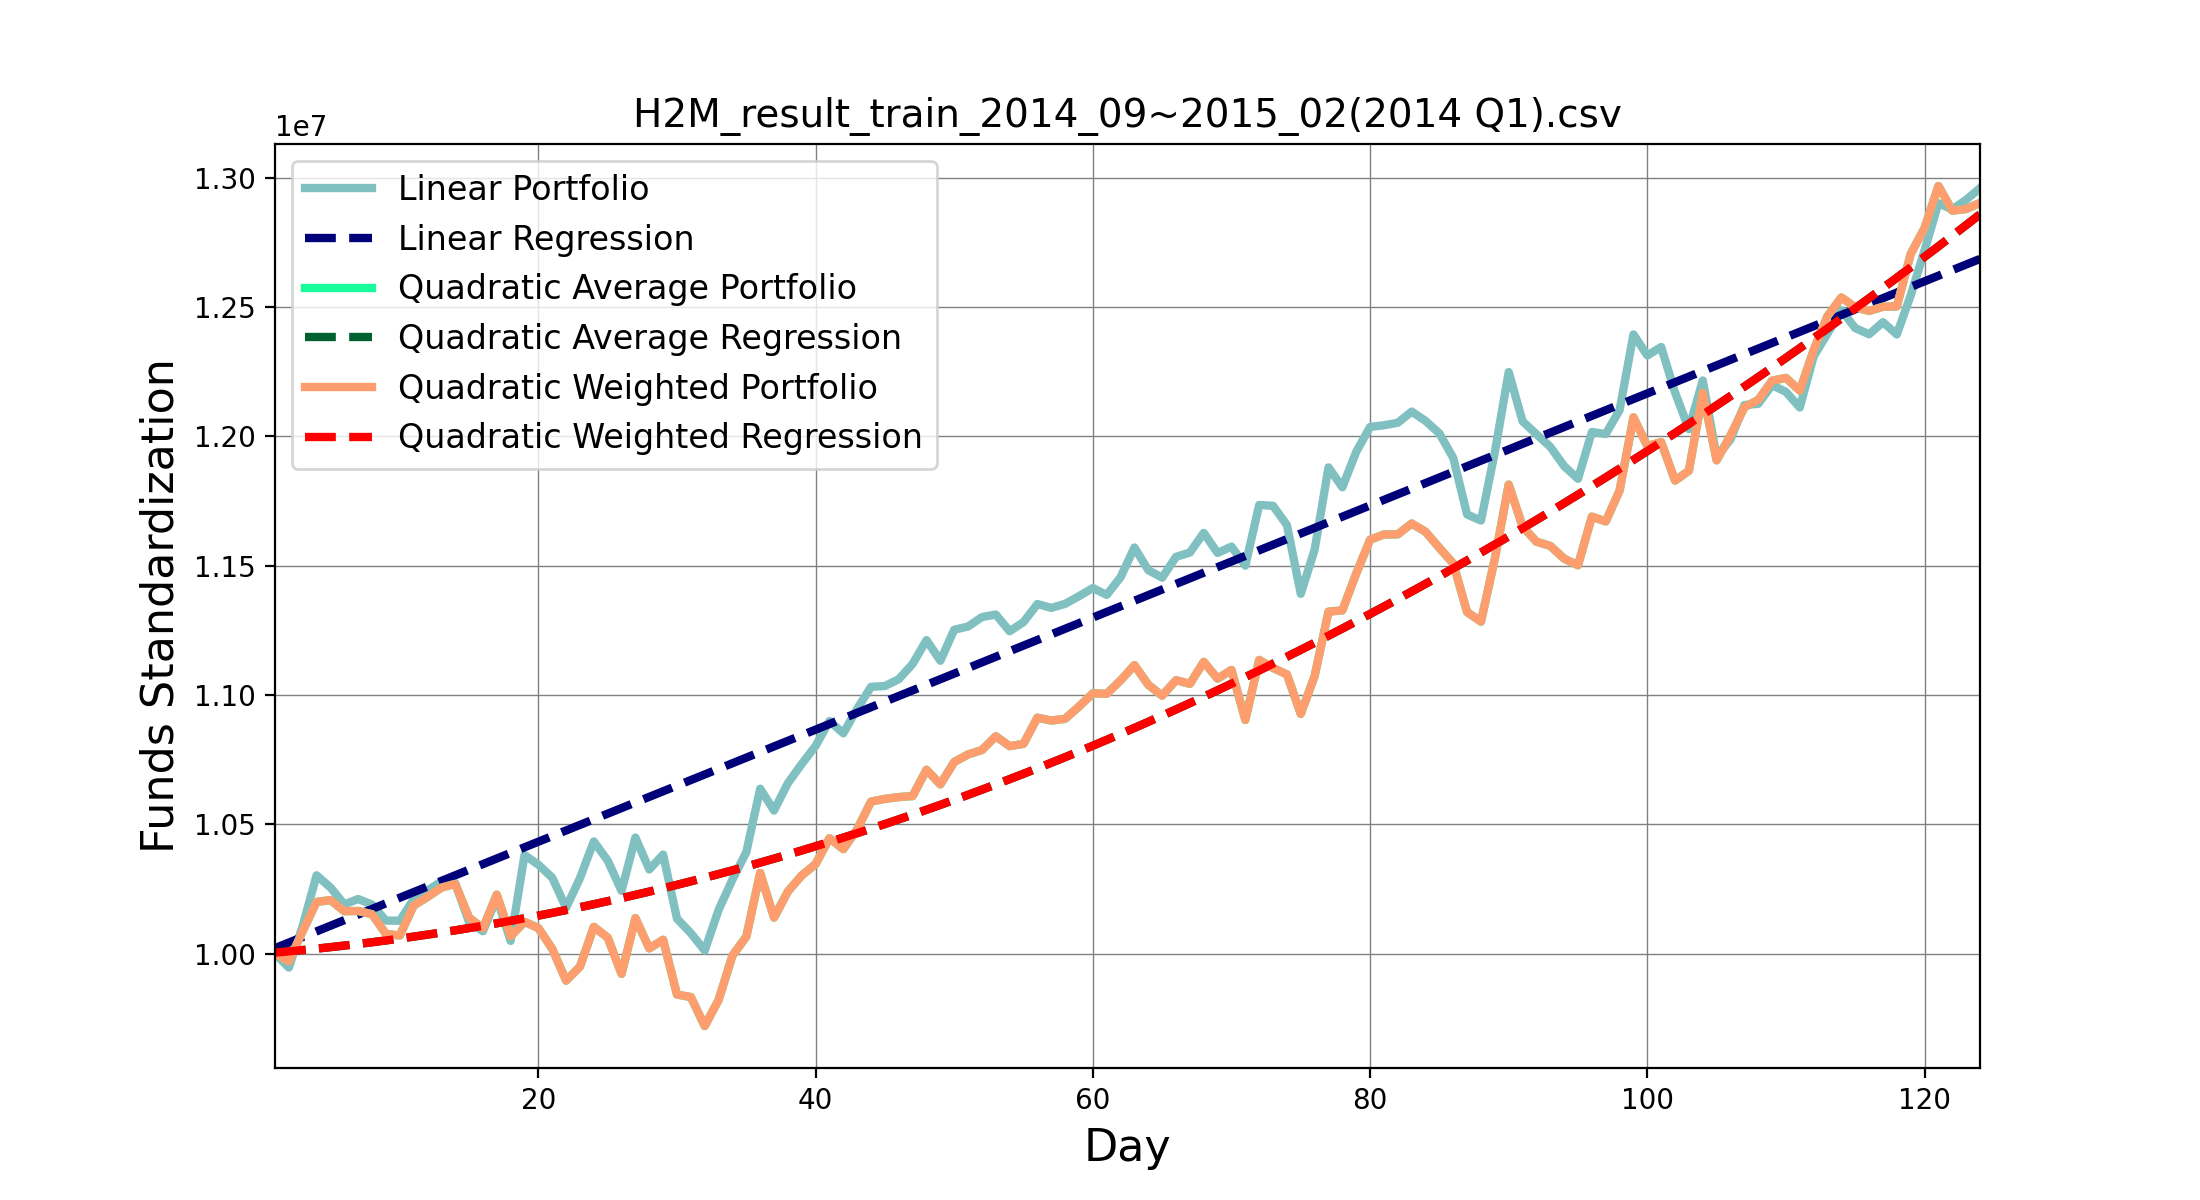 H2M_result_train_2014_09~2015_02(2014 Q1).csv
1e7
1.30
1.25
1.20
1.15
1.10
1.05
1.00
Funds Standardization
Linear Portfolio
Linear Regression
Quadratic Average Portfolio
Quadratic Average Regression
Quadratic Weighted Portfolio
Quadratic Weighted Regression
20 40 60 80 100 120
Day